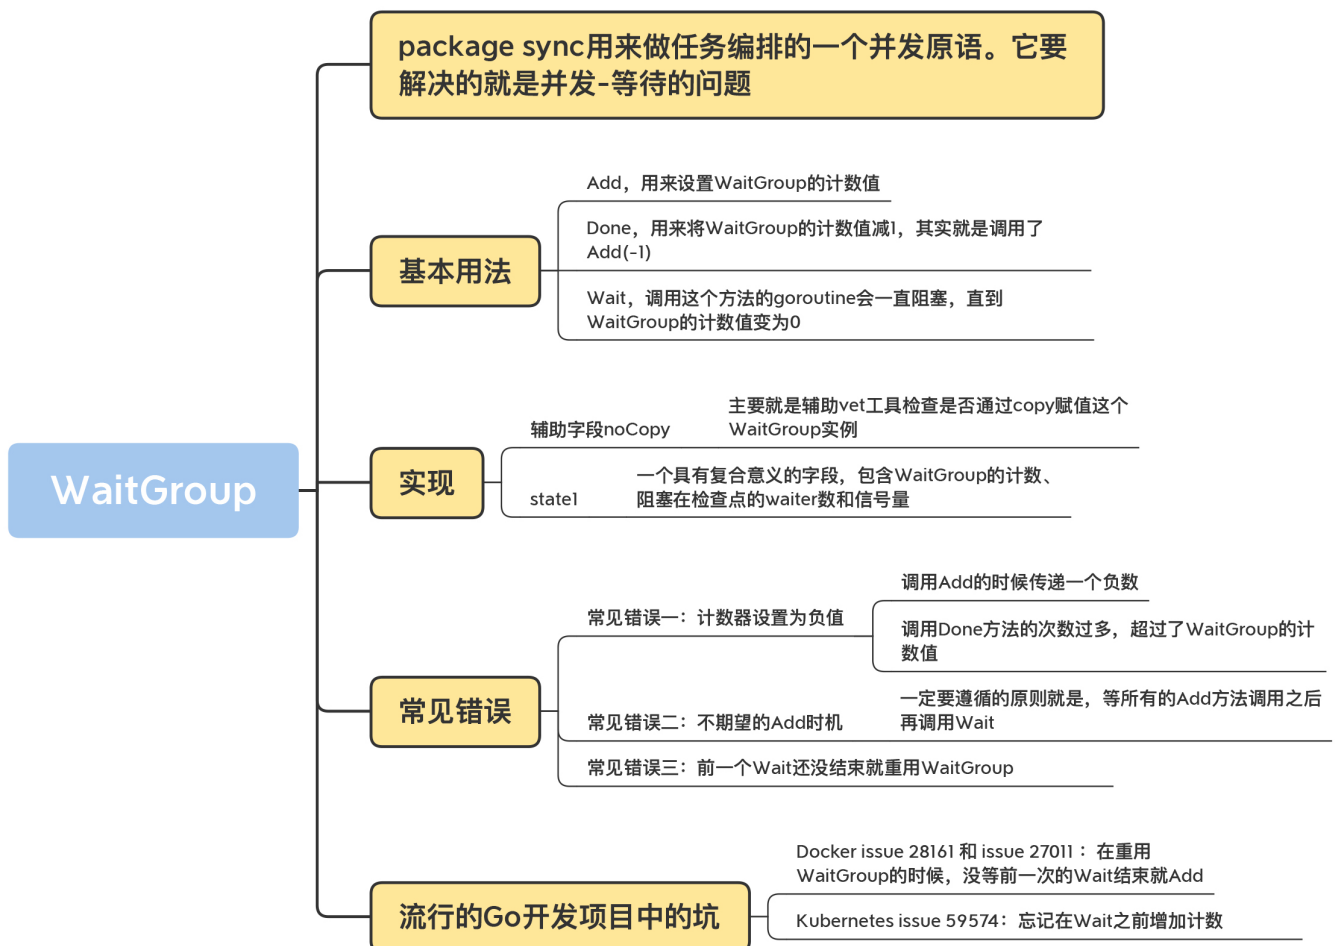 package sync用来做任务编排的一个并发原语。它要
解决的就是并发-等待的问题
Add，用来设置WaitGroup的计数值
Done，用来将WaitGroup的计数值减1，其实就是调用了
Add(-1)
基本用法
Wait，调用这个方法的goroutine会一直阻塞，直到
WaitGroup的计数值变为0
WaitGroup
实现
辅助字段noCopy
主要就是辅助vet工具检查是否通过copy赋值这个
WaitGroup实例
state1
一个具有复合意义的字段，包含WaitGroup的计数、
阻塞在检查点的waiter数和信号量
常见错误
常见错误一：计数器设置为负值
调用Add的时候传递一个负数
调用Done方法的次数过多，超过了WaitGroup的计
数值
常见错误二：不期望的Add时机
一定要遵循的原则就是，等所有的Add方法调用之后
再调用Wait
常见错误三：前一个Wait还没结束就重用WaitGroup
流行的Go开发项目中的坑
Docker issue 28161 和 issue 27011 ：在重用
WaitGroup的时候，没等前一次的Wait结束就Add
Kubernetes issue 59574：忘记在Wait之前增加计数